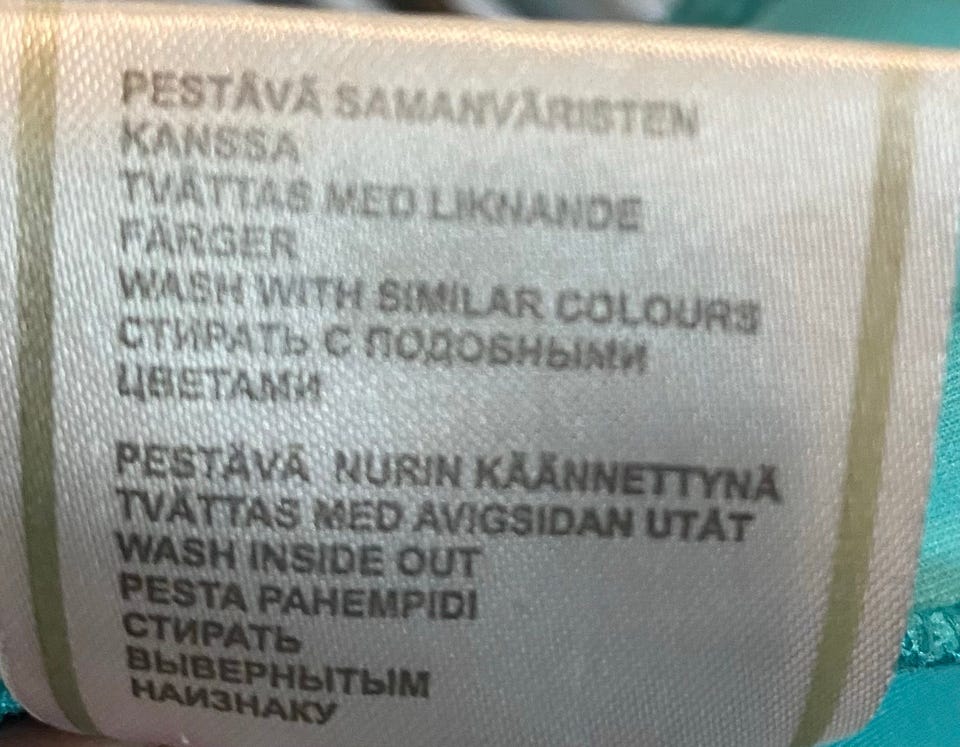 PESTÄVÄ SAMANVÄRISTEN
KANSSA
TVÄTTAS MED LIKNANDE
FÄRGER
WASH WITH SIMILAR COLOURS
СТИРАТЬ С ПОДОБНЫМИ
ЦВЕТАМИ
PESTÄVÄ NURIN KÄÄNNETTYNÄ
TVÄTTAS MED AVIGSIDAN UTÅT
WASH INSIDE OUT
PESTA PAHEMPIDI
СТИРАТЬ
ВЫВЕРНЫТЫМ
НАИЗНАКУ